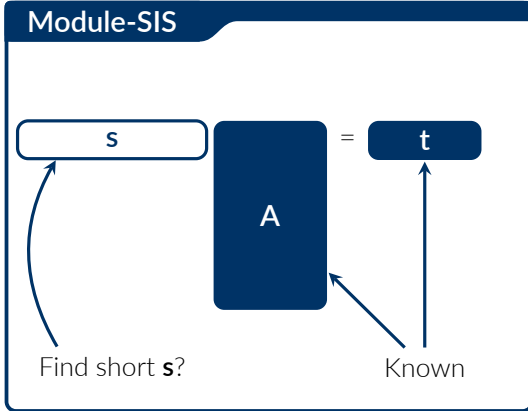 Module-SIS
s = t
A
Find short s?
Known